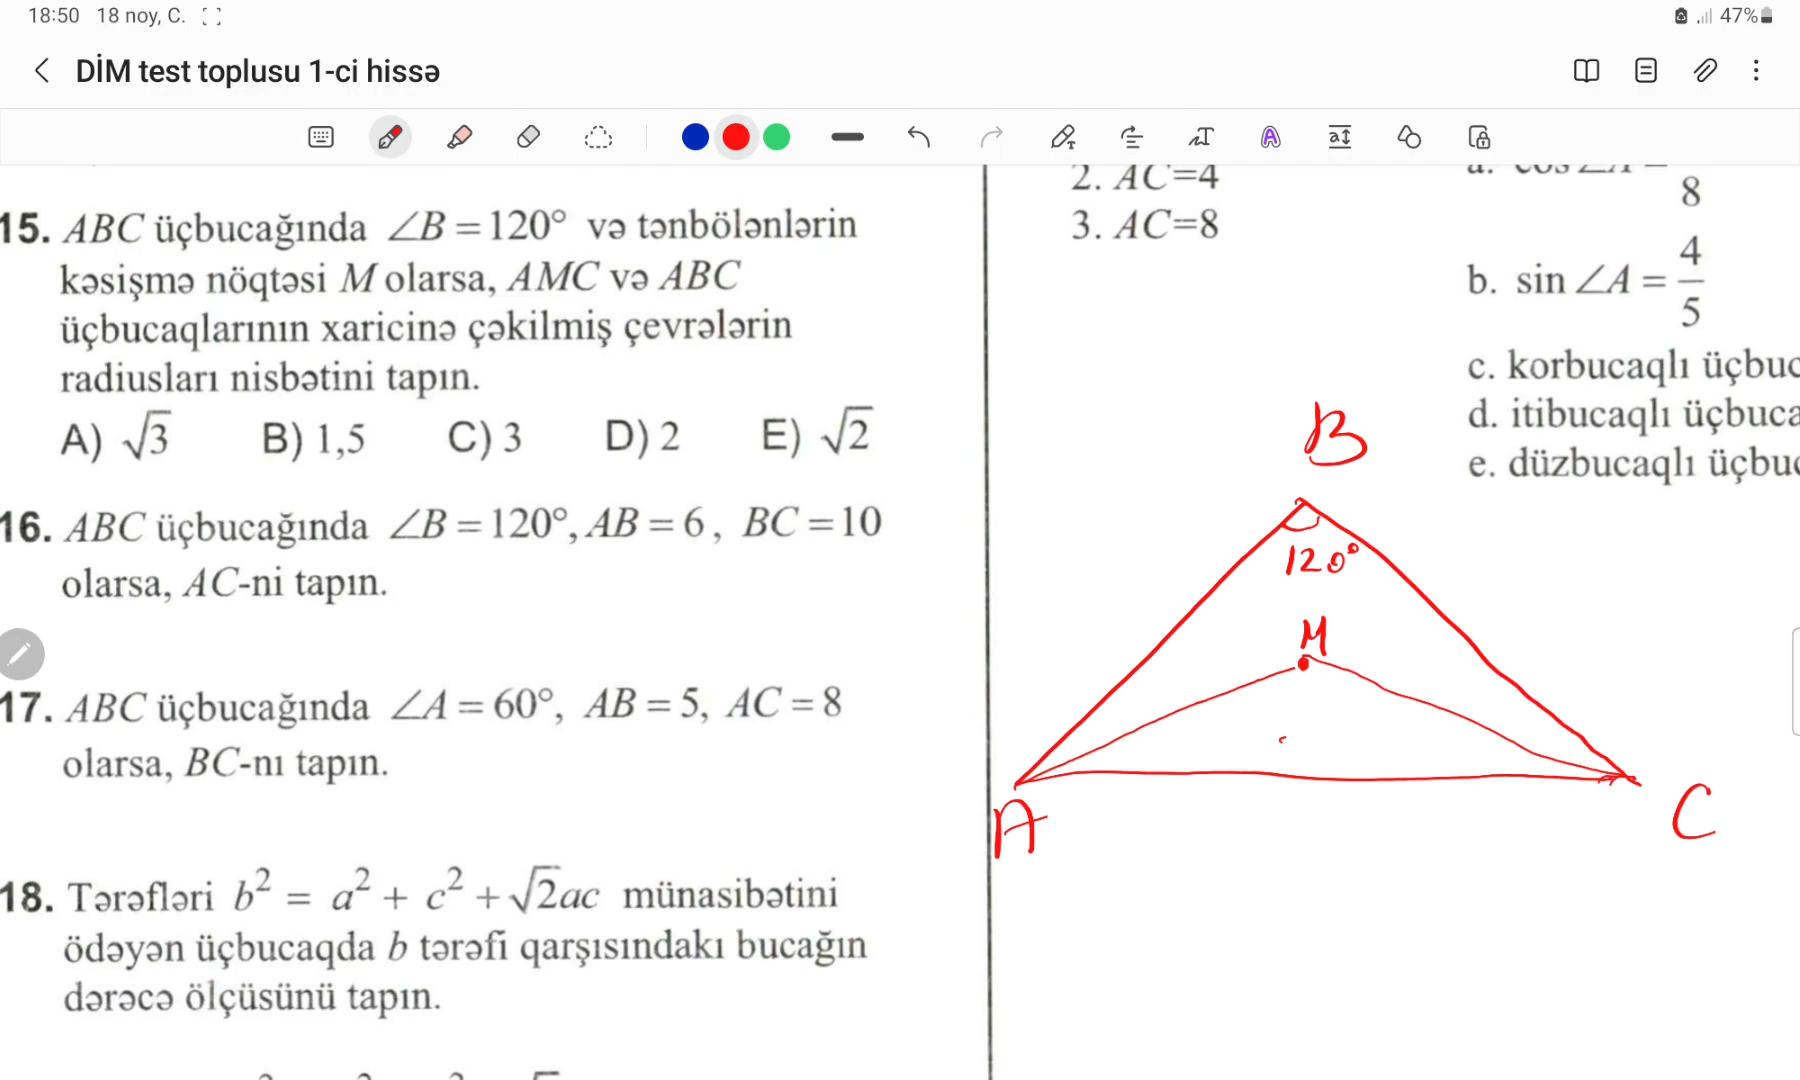 18:50 18 noy, C.
47%
DİM test toplusu 1-ci hissə
15. ABC üçbucağında ∠B = 120° və tənbölənlərin
kəsişmə nöqtəsi M olarsa, AMC və ABC
üçbucaqlarının xaricinə çəkilmiş çevrələrin
radiusları nisbətini tapın.
A) √3 B) 1,5 C) 3 D) 2 E) √2
16. ABC üçbucağında ∠B = 120°, AB = 6, BC = 10
olarsa, AC-ni tapın.
17. ABC üçbucağında ∠A = 60°, AB = 5, AC = 8
olarsa, BC-nı tapın.
18. Tərəfləri b² = a² + c² + √2ac münasibətini
ödəyən üçbucaqda b tərəfi qarşısındakı bucağın
dərəcə ölçüsünü tapın.
2. AC=4
3. AC=8
8
b. sin ∠A = 4/5
c. korbucaqlı üçbuc
d. itibucaqlı üçbuca
e. düzbucaqlı üçbuc
B
120°
M
A
C